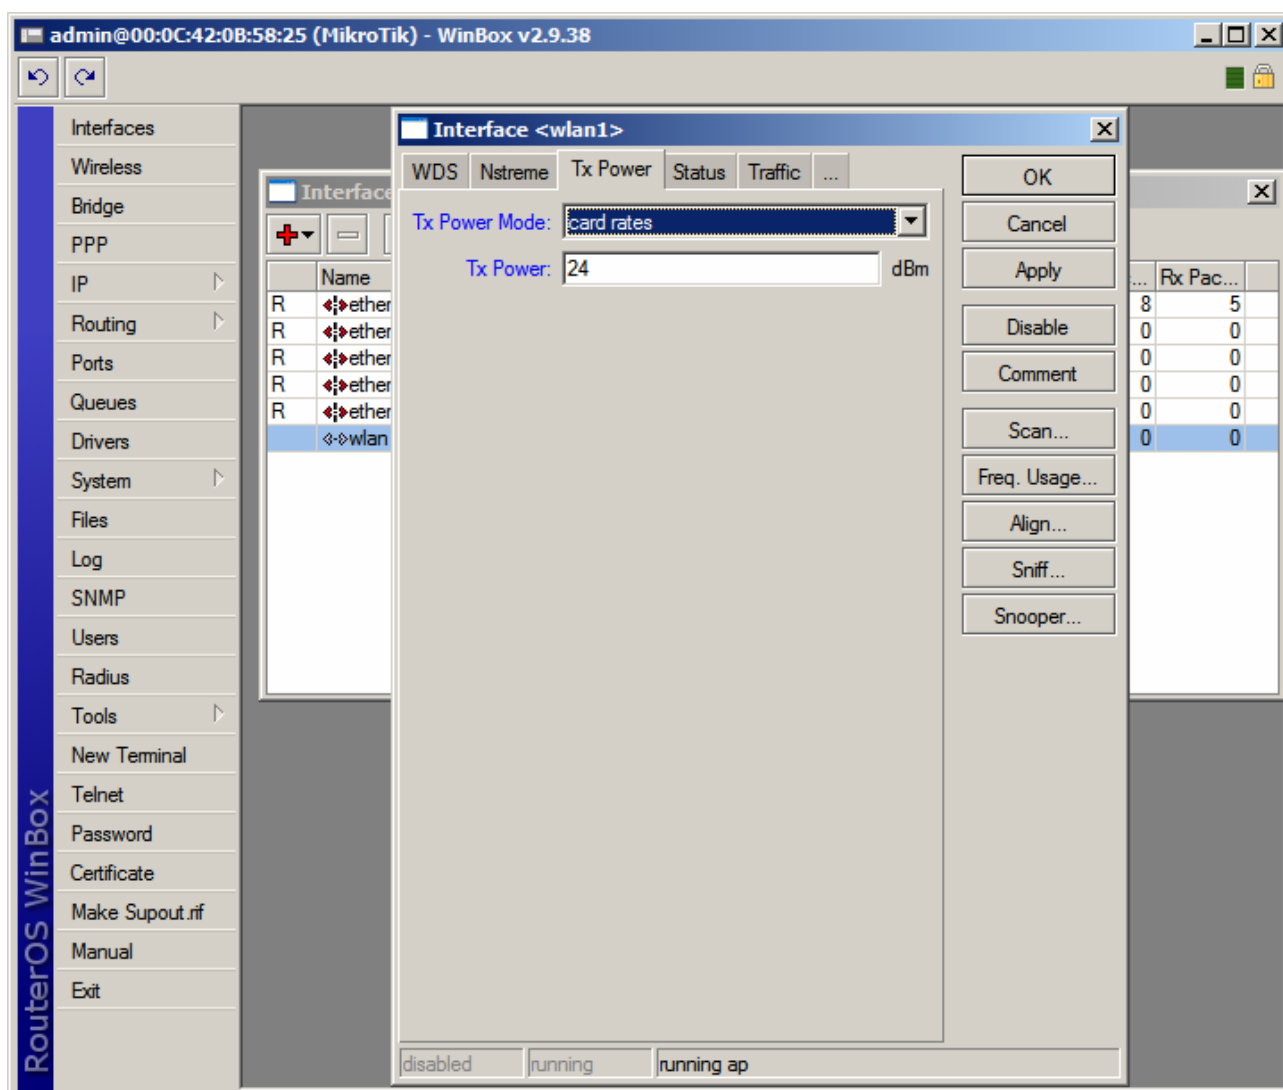 admin@00:0C:42:0B:58:25 (MikroTik) - WinBox v2.9.38
RouterOS WinBox
Interfaces
Wireless
Bridge
PPP
IP
Routing
Ports
Queues
Drivers
System
Files
Log
SNMP
Users
Radius
Tools
New Terminal
Telnet
Password
Certificate
Make Supout.rif
Manual
Exit
Interface
Name
... Rx Pac...
R ether 8 5
R ether 0 0
R ether 0 0
R ether 0 0
R ether 0 0
wlan 0 0
Interface <wlan1>
WDS Nstreme Tx Power Status Traffic ...
Tx Power Mode: card rates
Tx Power: 24 dBm
OK
Cancel
Apply
Disable
Comment
Scan...
Freq. Usage...
Align...
Sniff...
Snooper...
disabled running running ap